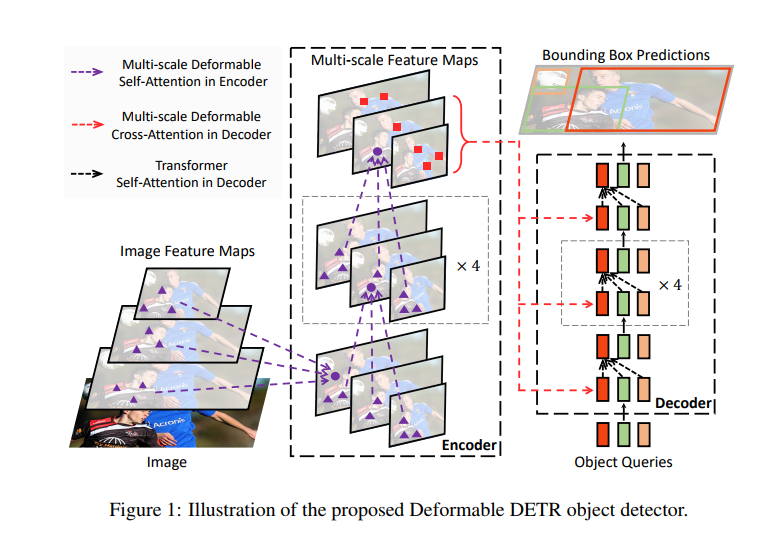 Multi-scale Deformable
Self-Attention in Encoder
Multi-scale Deformable
Cross-Attention in Decoder
Transformer
Self-Attention in Decoder
Image Feature Maps
Image
Multi-scale Feature Maps
× 4
Encoder
Bounding Box Predictions
× 4
Decoder
Object Queries
Acronis
Figure 1: Illustration of the proposed Deformable DETR object detector.